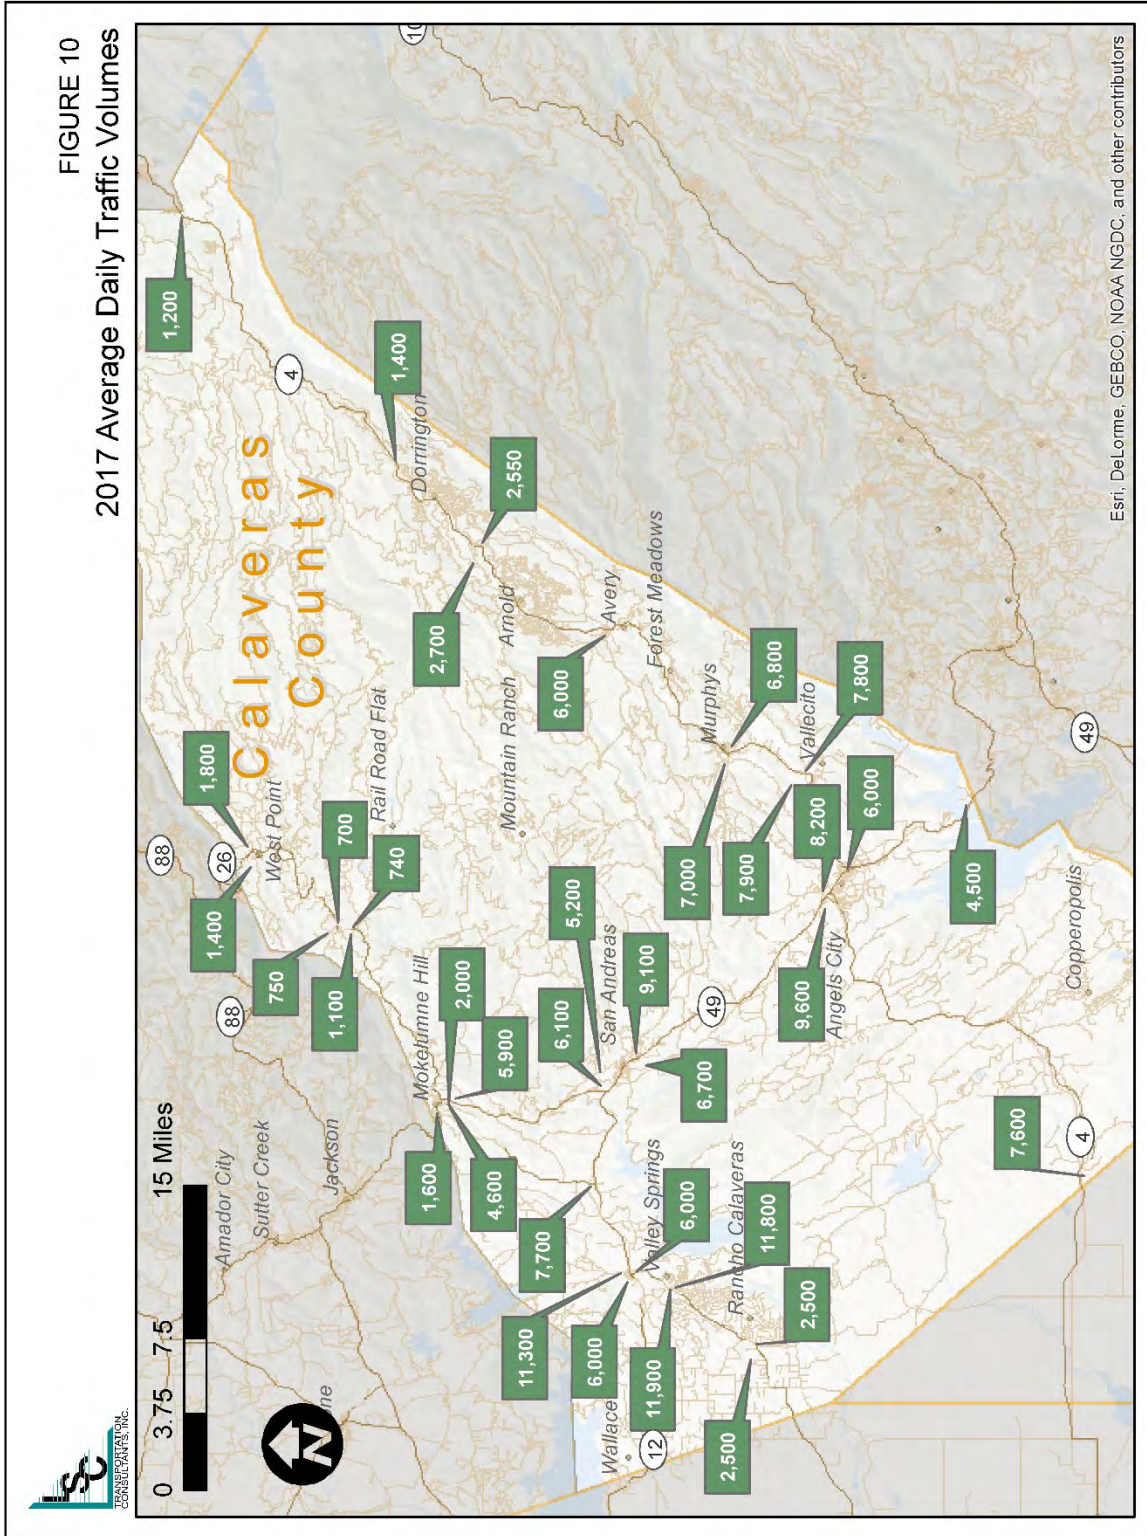 FIGURE 10
2017 Average Daily Traffic Volumes
LSC
TRANSPORTATION
CONSULTANTS, INC.
0 3.75 7.5 15 Miles
N
Calaveras
County
10
1,200
4
1,400
Dorrington
2,550
2,700
Arnold
Avery
6,000
Forest Meadows
Mountain Ranch
Rail Road Flat
88
26
1,800
West Point
1,400
700
740
750
1,100
88
Amador City
Sutter Creek
Jackson
ne
Mokelumne Hill
2,000
5,900
1,600
4,600
6,100
5,200
San Andreas
9,100
6,700
49
7,700
Valley Springs
6,000
11,300
6,000
Wallace
12
11,900
11,800
Rancho Calaveras
2,500
2,500
Murphys
6,800
7,000
Vallecito
7,800
7,900
8,200
6,000
9,600
Angels City
4,500
49
Copperopolis
7,600
4
Esri, DeLorme, GEBCO, NOAA NGDC, and other contributors